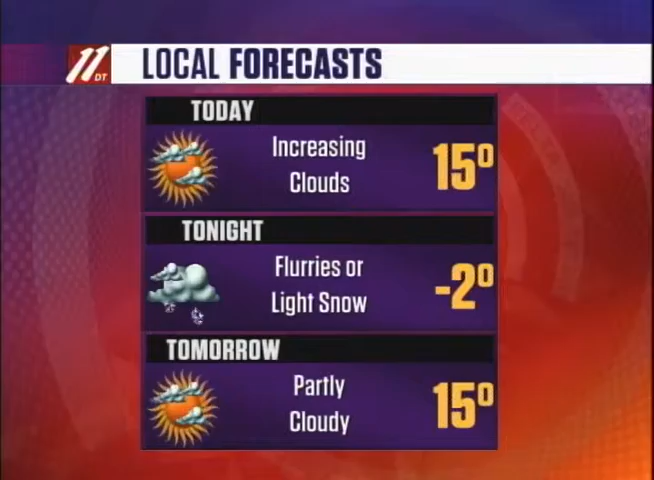 11 DT LOCAL FORECASTS
TODAY
Increasing
Clouds
15°
TONIGHT
Flurries or
Light Snow
-2°
TOMORROW
Partly
Cloudy
15°